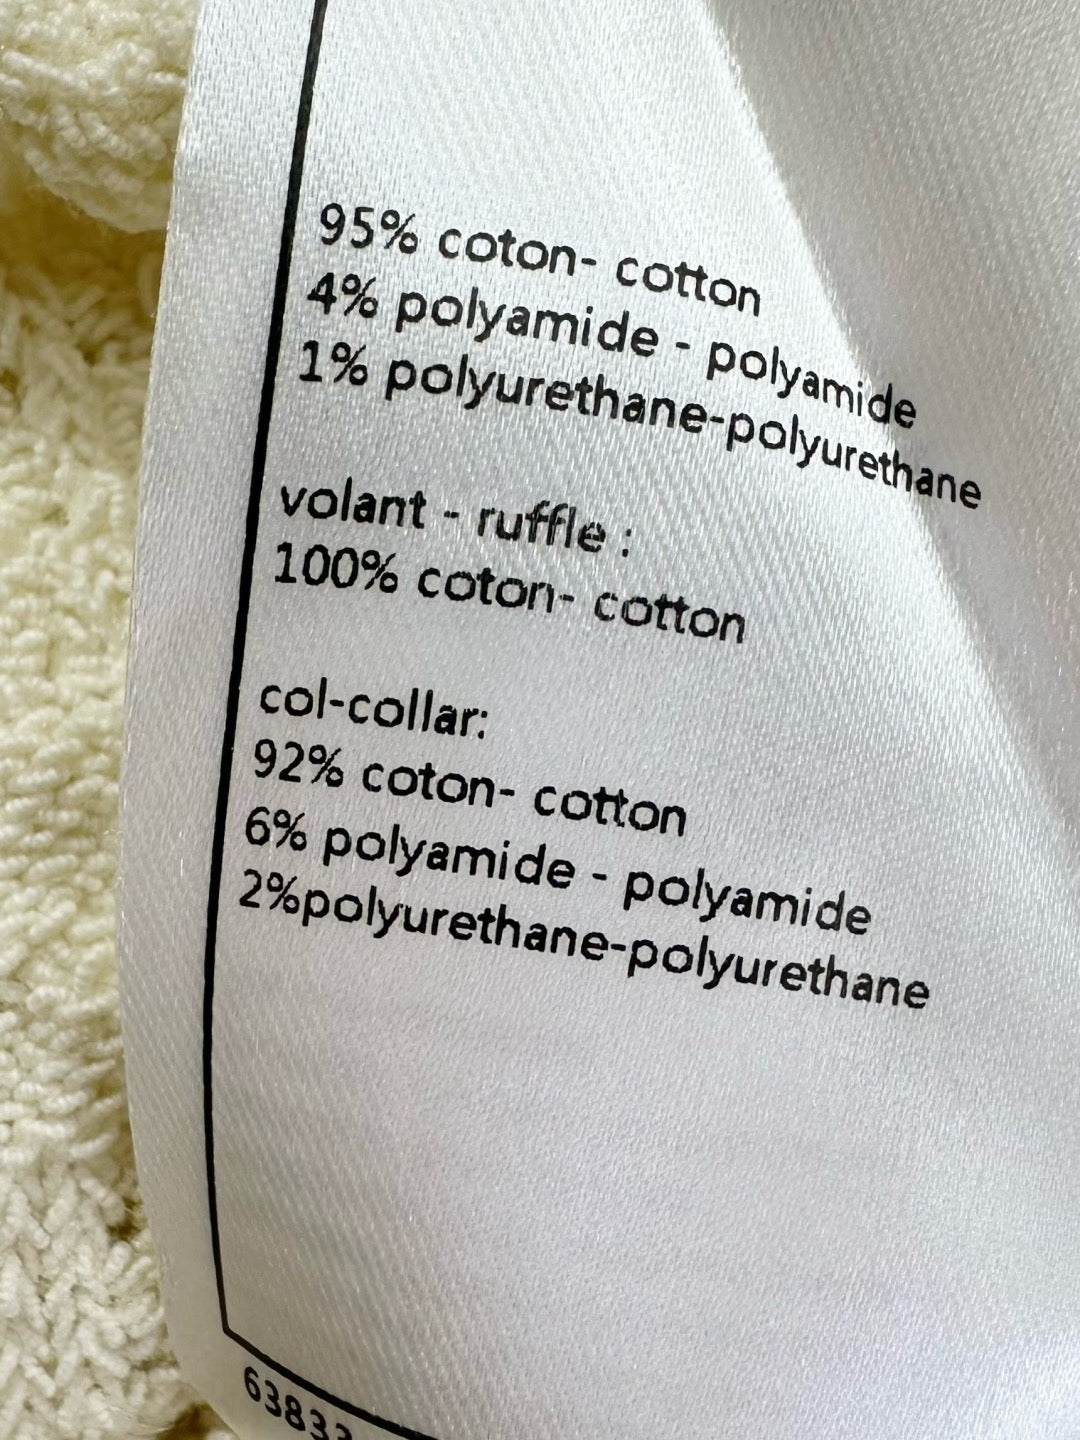 95% coton- cotton
4% polyamide - polyamide
1% polyurethane-polyurethane
volant - ruffle :
100% coton- cotton
col-collar:
92% coton- cotton
6% polyamide - polyamide
2%polyurethane-polyurethane
63833